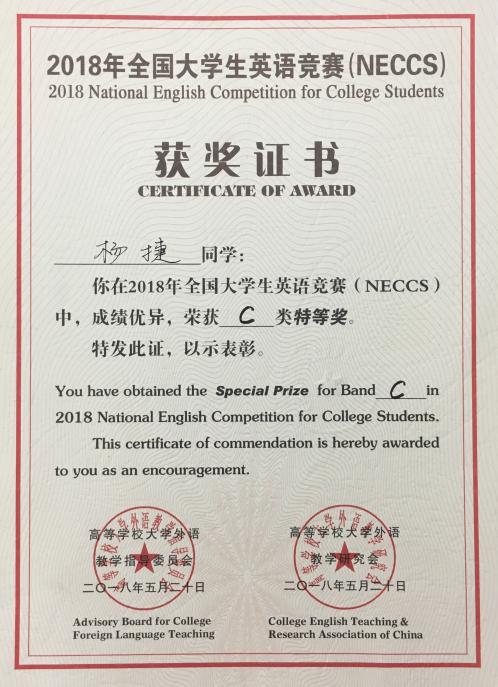 2018年全国大学生英语竞赛(NECCS)
2018 National English Competition for College Students
获奖证书
CERTIFICATE OF AWARD
杨捷同学：
你在2018年全国大学生英语竞赛（NECCS）
中，成绩优异，荣获 C 类特等奖。
特发此证，以示表彰。
You have obtained the Special Prize for Band C in
2018 National English Competition for College Students.
This certificate of commendation is hereby awarded
to you as an encouragement.
高等学校大学外语
教学指导委员会
二〇一八年五月二十日
Advisory Board for College
Foreign Language Teaching
高等学校大学外语
教学研究会
二〇一八年五月二十日
College English Teaching &
Research Association of China